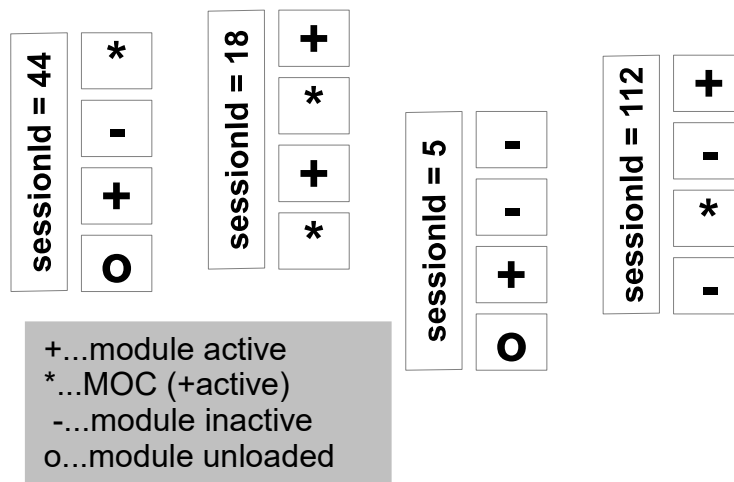 sessionId = 44
*
-
+
o
sessionId = 18
+
*
+
*
sessionId = 5
-
-
+
o
sessionId = 112
+
-
*
-
+...module active
*...MOC (+active)
-...module inactive
o...module unloaded